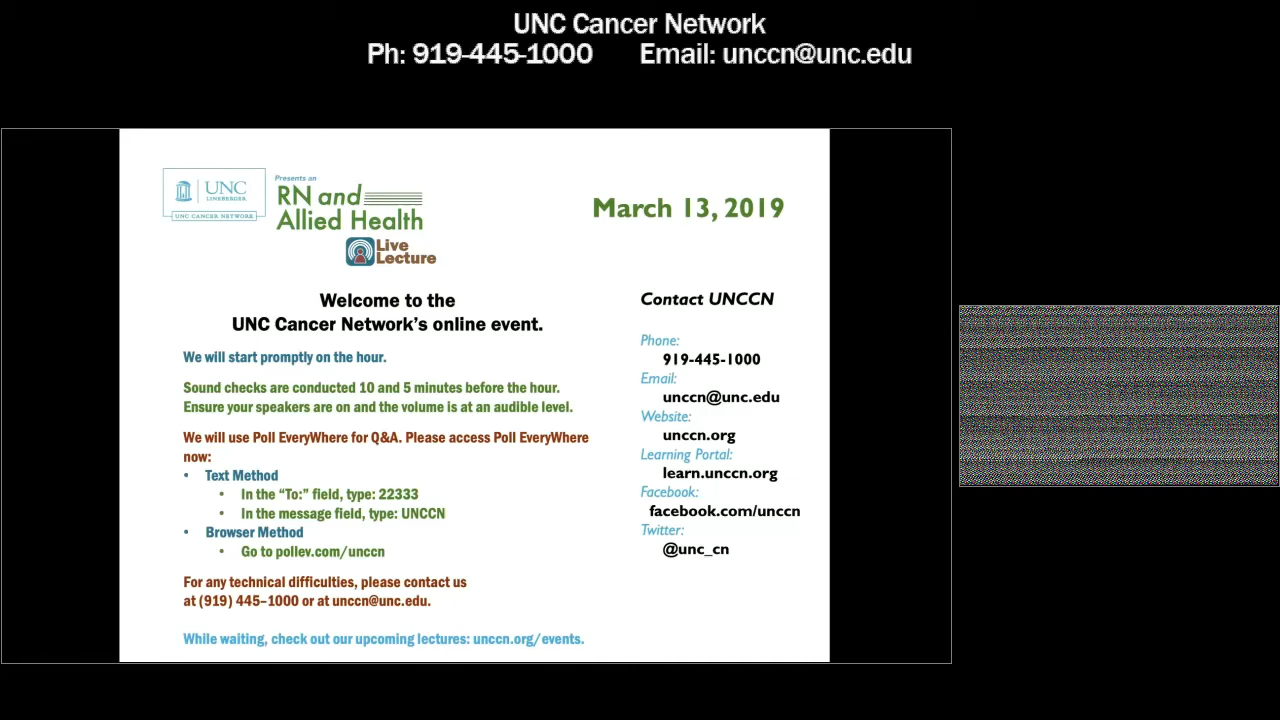 UNC Cancer Network
Ph: 919-445-1000 Email: unccn@unc.edu
UNC
LINEBERGER
UNC CANCER NETWORK
Presents an
RN and
Allied Health
Live
Lecture
March 13, 2019
Welcome to the
UNC Cancer Network's online event.
We will start promptly on the hour.
Sound checks are conducted 10 and 5 minutes before the hour.
Ensure your speakers are on and the volume is at an audible level.
We will use Poll EveryWhere for Q&A. Please access Poll EveryWhere
now:
• Text Method
• In the “To:” field, type: 22333
• In the message field, type: UNCCN
• Browser Method
• Go to pollev.com/unccn
For any technical difficulties, please contact us
at (919) 445–1000 or at unccn@unc.edu.
While waiting, check out our upcoming lectures: unccn.org/events.
Contact UNCCN
Phone:
919-445-1000
Email:
unccn@unc.edu
Website:
unccn.org
Learning Portal:
learn.unccn.org
Facebook:
facebook.com/unccn
Twitter:
@unc_cn